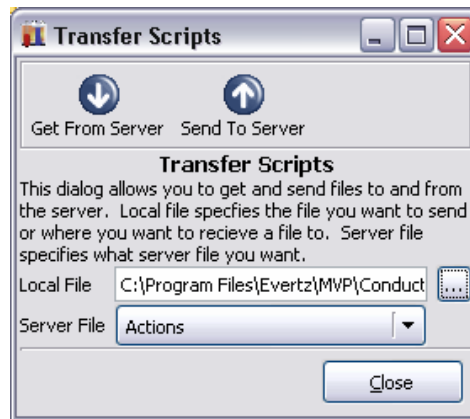 Transfer Scripts
Get From Server Send To Server
Transfer Scripts
This dialog allows you to get and send files to and from
the server. Local file specfies the file you want to send
or where you want to recieve a file to. Server file
specifies what server file you want.
Local File C:\Program Files\Evertz\MVP\Conduct ...
Server File Actions
Close